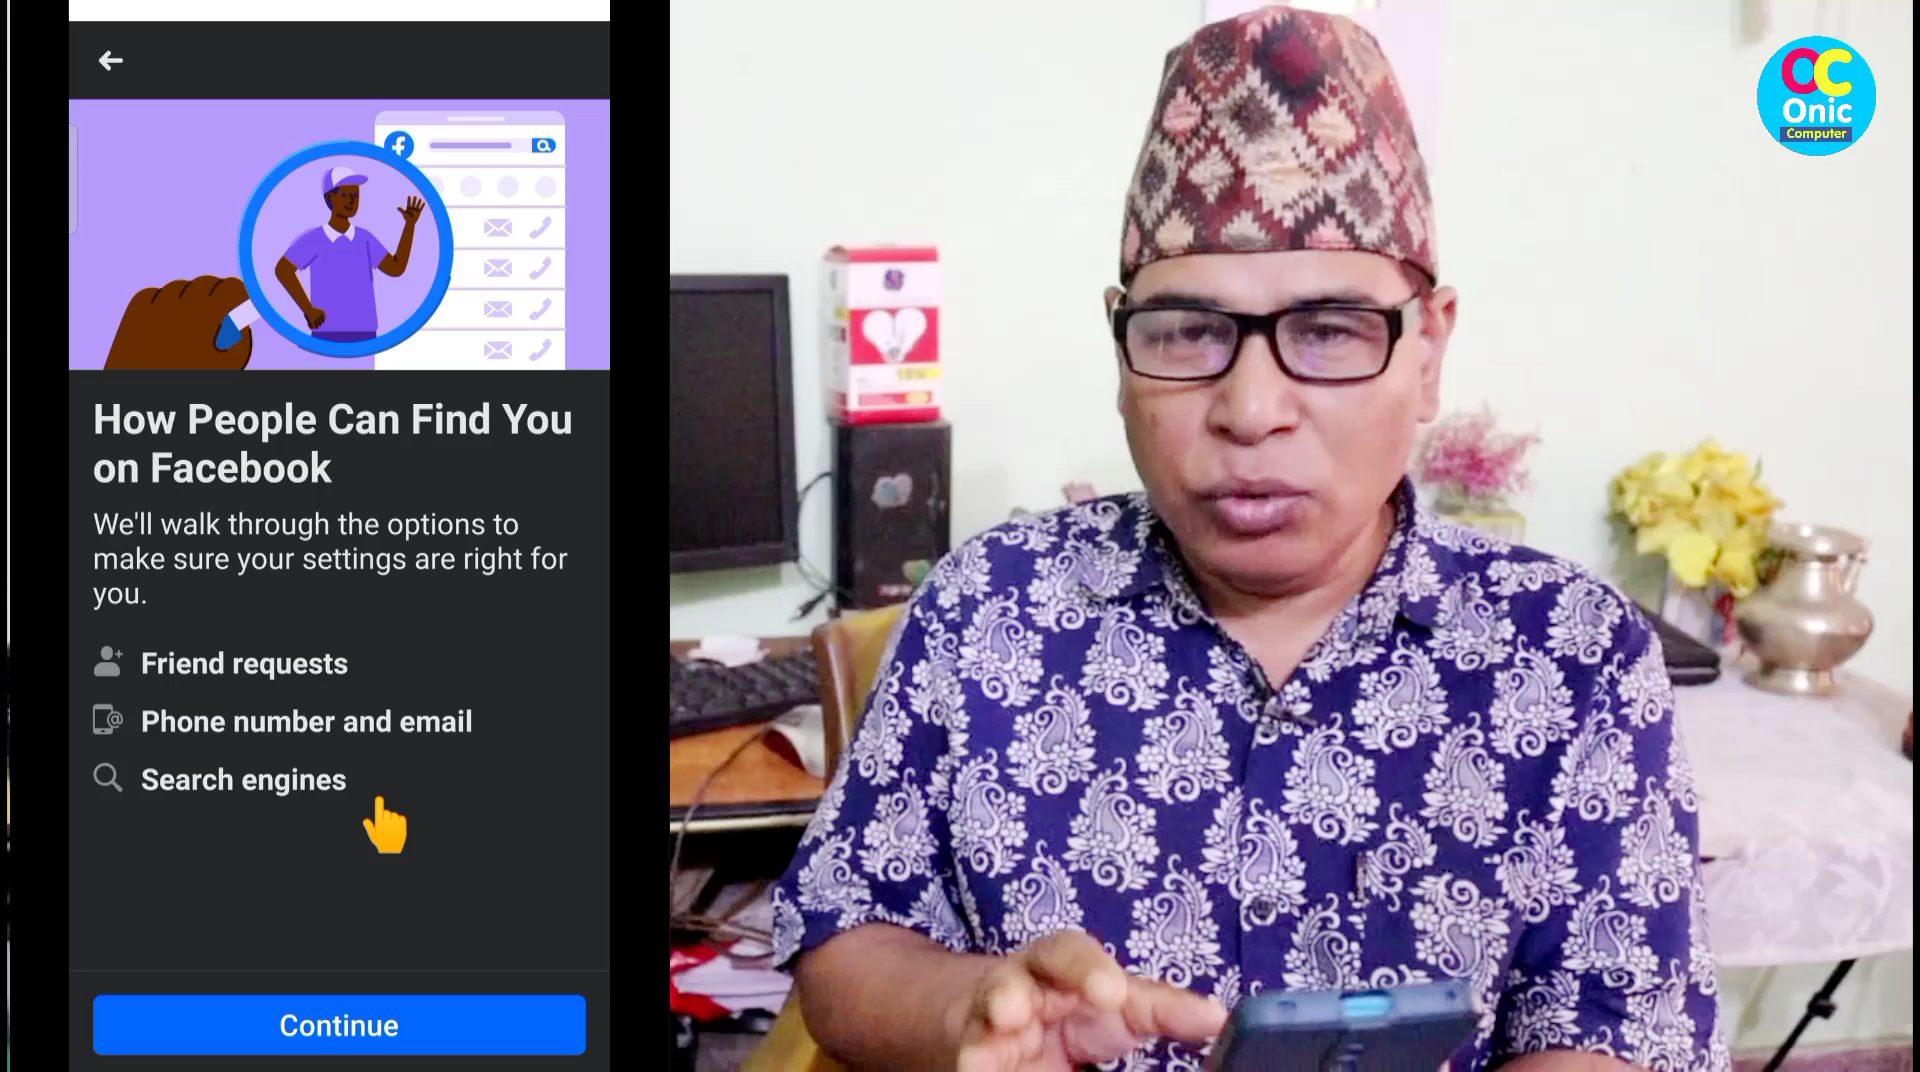 How People Can Find You
on Facebook
We'll walk through the options to
make sure your settings are right for
you.
Friend requests
Phone number and email
Search engines
Continue
OC
Onic
Computer